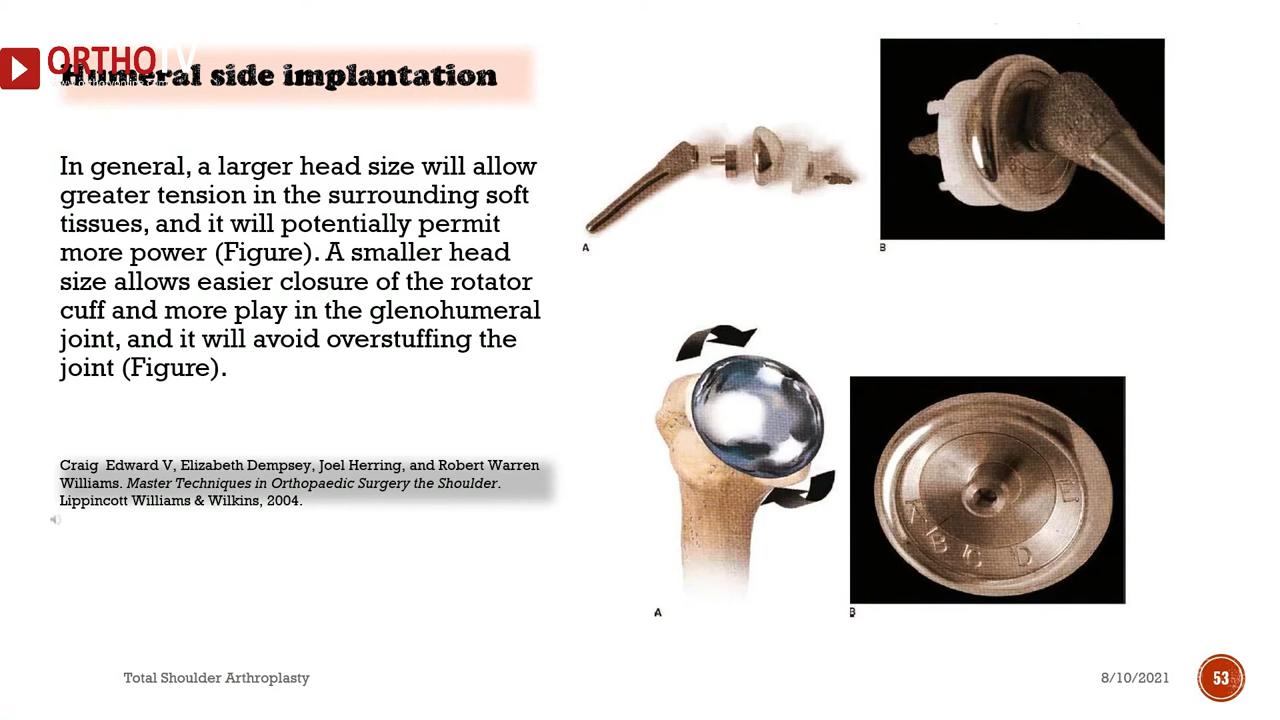 ORTHOTV
www.orthotvonline.com
Humeral side implantation
In general, a larger head size will allow
greater tension in the surrounding soft
tissues, and it will potentially permit
more power (Figure). A smaller head
size allows easier closure of the rotator
cuff and more play in the glenohumeral
joint, and it will avoid overstuffing the
joint (Figure).
Craig Edward V, Elizabeth Dempsey, Joel Herring, and Robert Warren
Williams. Master Techniques in Orthopaedic Surgery the Shoulder.
Lippincott Williams & Wilkins, 2004.
A
B
A
B
A
B
C
D
E
Total Shoulder Arthroplasty
8/10/2021
53